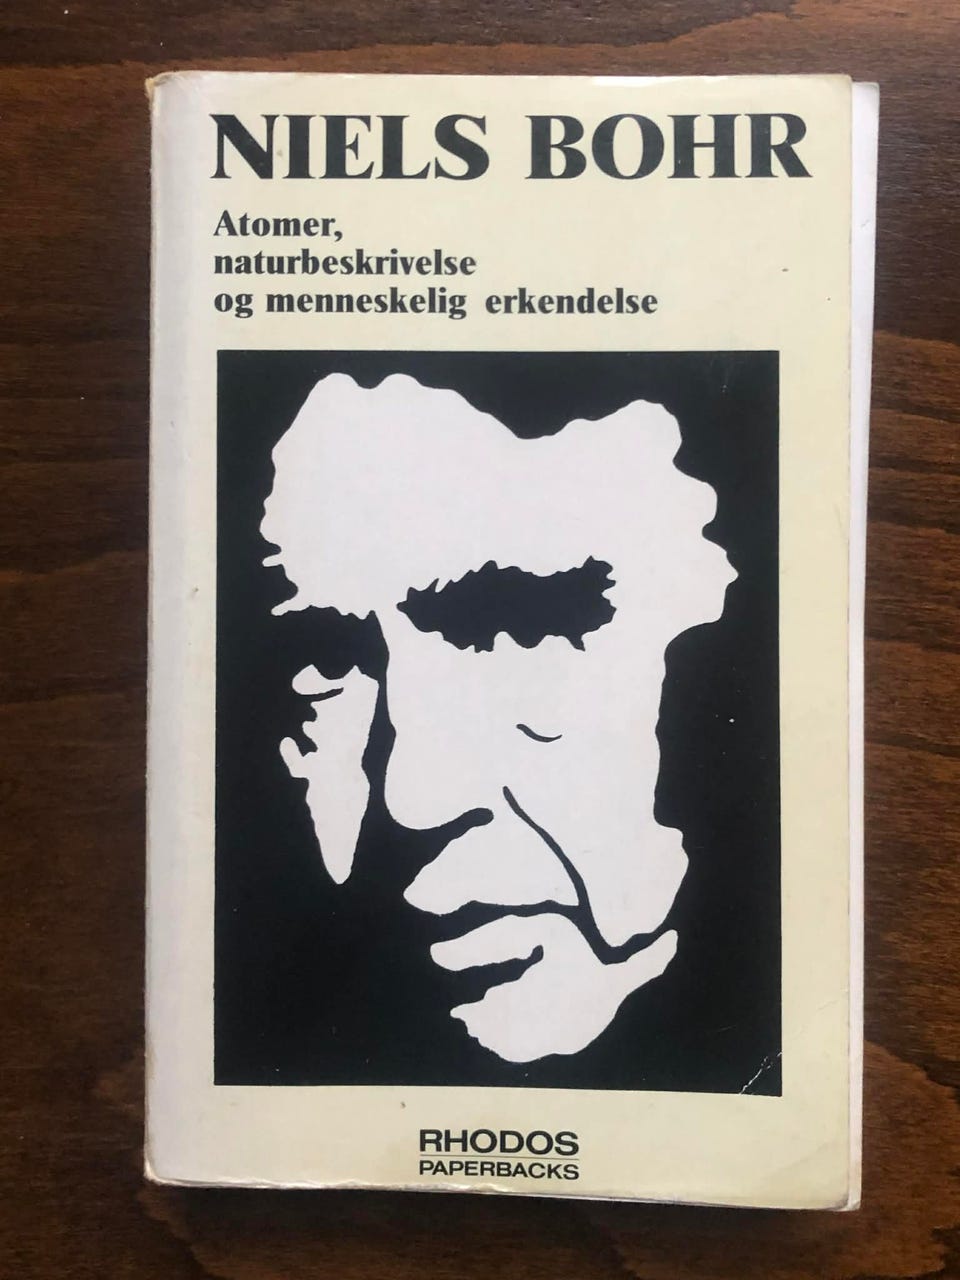 NIELS BOHR
Atomer,
naturbeskrivelse
og menneskelig erkendelse
RHODOS
PAPERBACKS